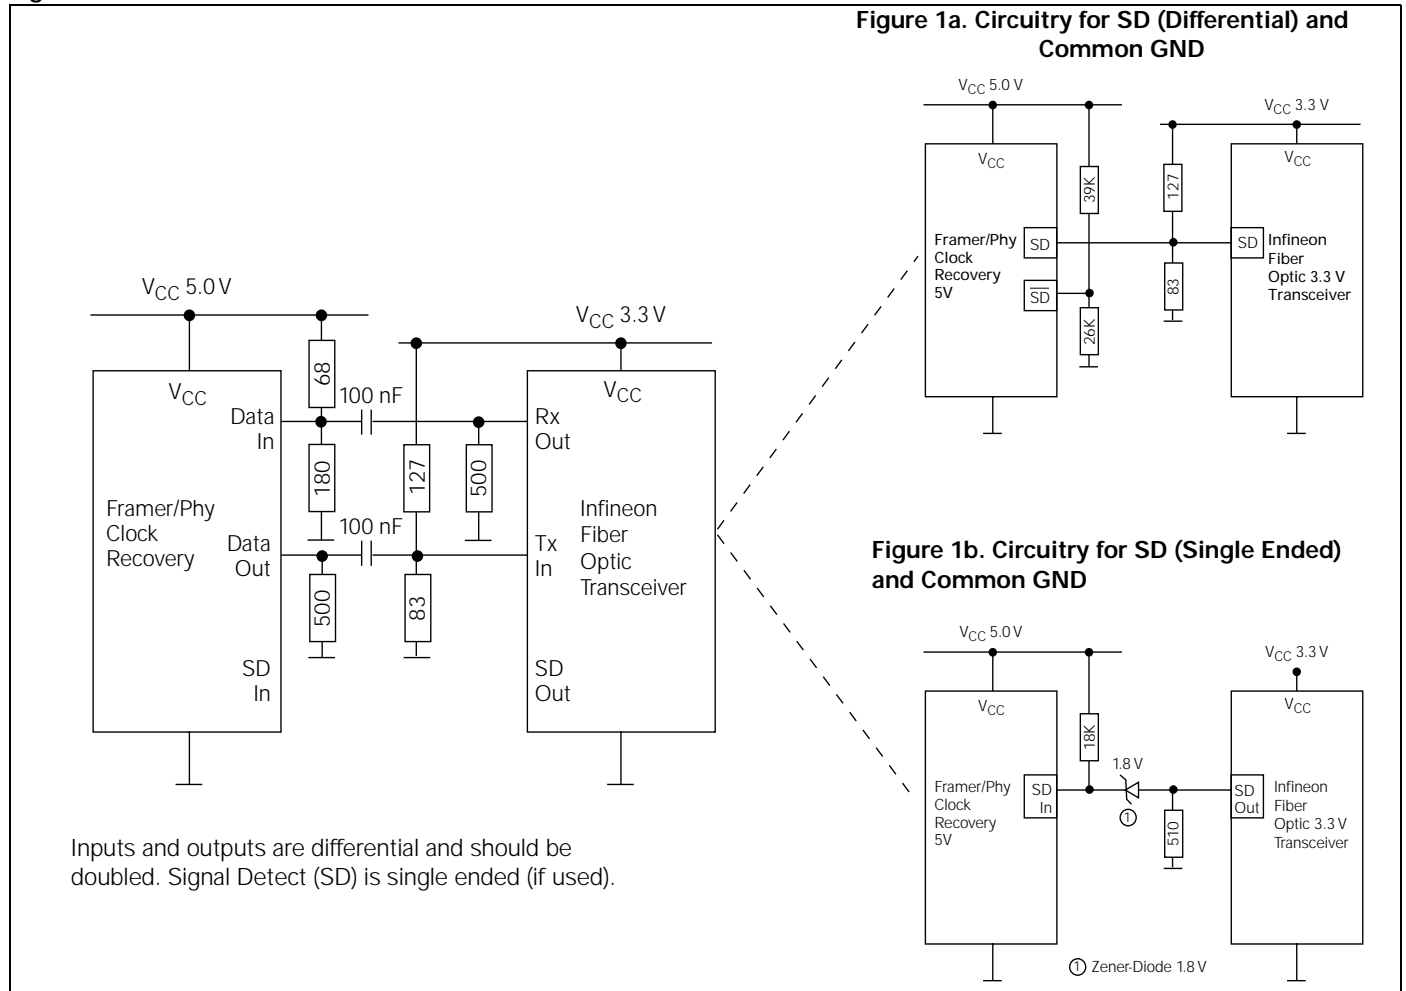 Figure 1a. Circuitry for SD (Differential) and
Common GND
VCC 5.0 V
VCC 3.3 V
VCC
VCC
39K
127
Framer/Phy
Clock
Recovery
5V
SD
SD
SD
Infineon
Fiber
Optic 3.3 V
Transceiver
83
26K
VCC 5.0 V
VCC 3.3 V
68
VCC
VCC
100 nF
Data
In
Rx
Out
180
127
500
Framer/Phy
Clock
Recovery
100 nF
Data
Out
Tx
In
Infineon
Fiber
Optic
Transceiver
500
83
SD
In
SD
Out
Inputs and outputs are differential and should be
doubled. Signal Detect (SD) is single ended (if used).
Figure 1b. Circuitry for SD (Single Ended)
and Common GND
VCC 5.0 V
VCC 3.3 V
VCC
VCC
18K
1.8 V
Framer/Phy
Clock
Recovery
5V
SD
In
1
510
SD
Out
Infineon
Fiber
Optic 3.3 V
Transceiver
1 Zener-Diode 1.8 V